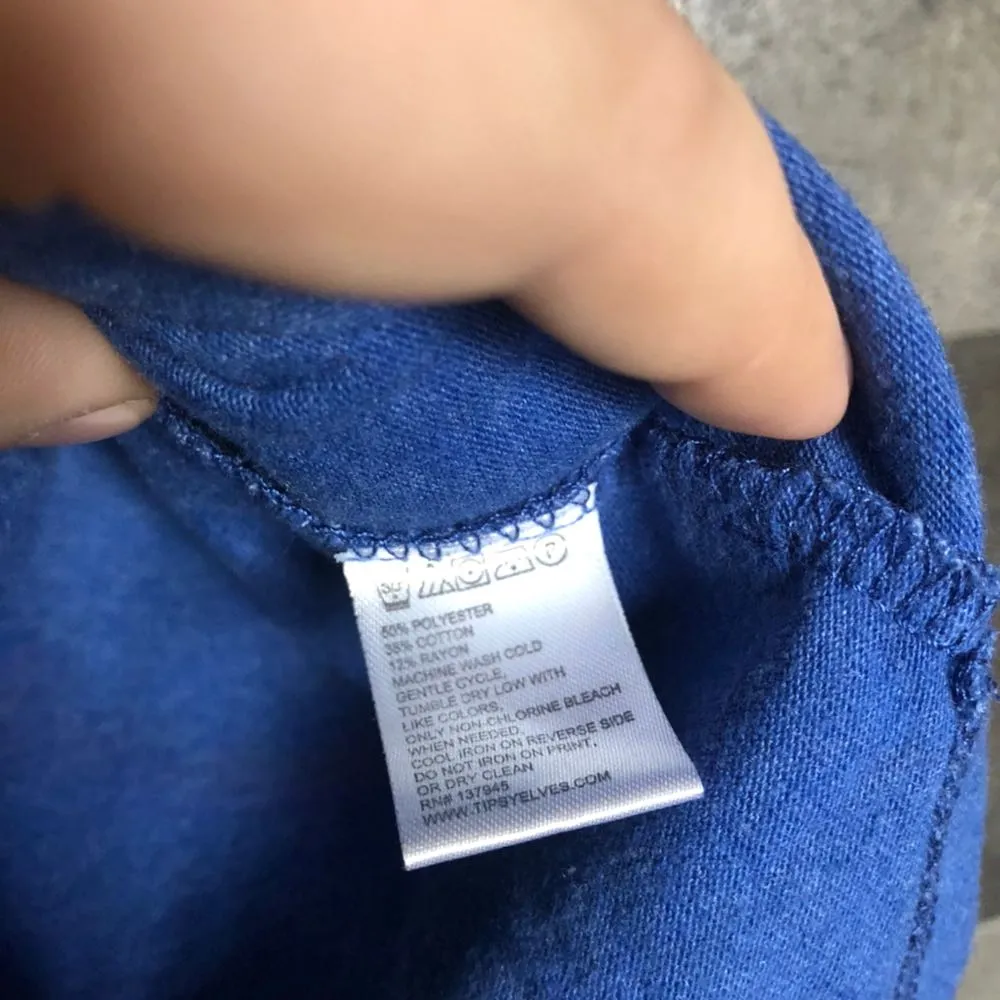 50% POLYESTER
38% COTTON
12% RAYON
MACHINE WASH COLD
GENTLE CYCLE,
TUMBLE DRY LOW WITH
LIKE COLORS,
ONLY NON-CHLORINE BLEACH
WHEN NEEDED
COOL IRON ON REVERSE SIDE
DO NOT IRON ON PRINT,
OR DRY CLEAN
RN# 137945
WWW.TIPSYELVES.COM